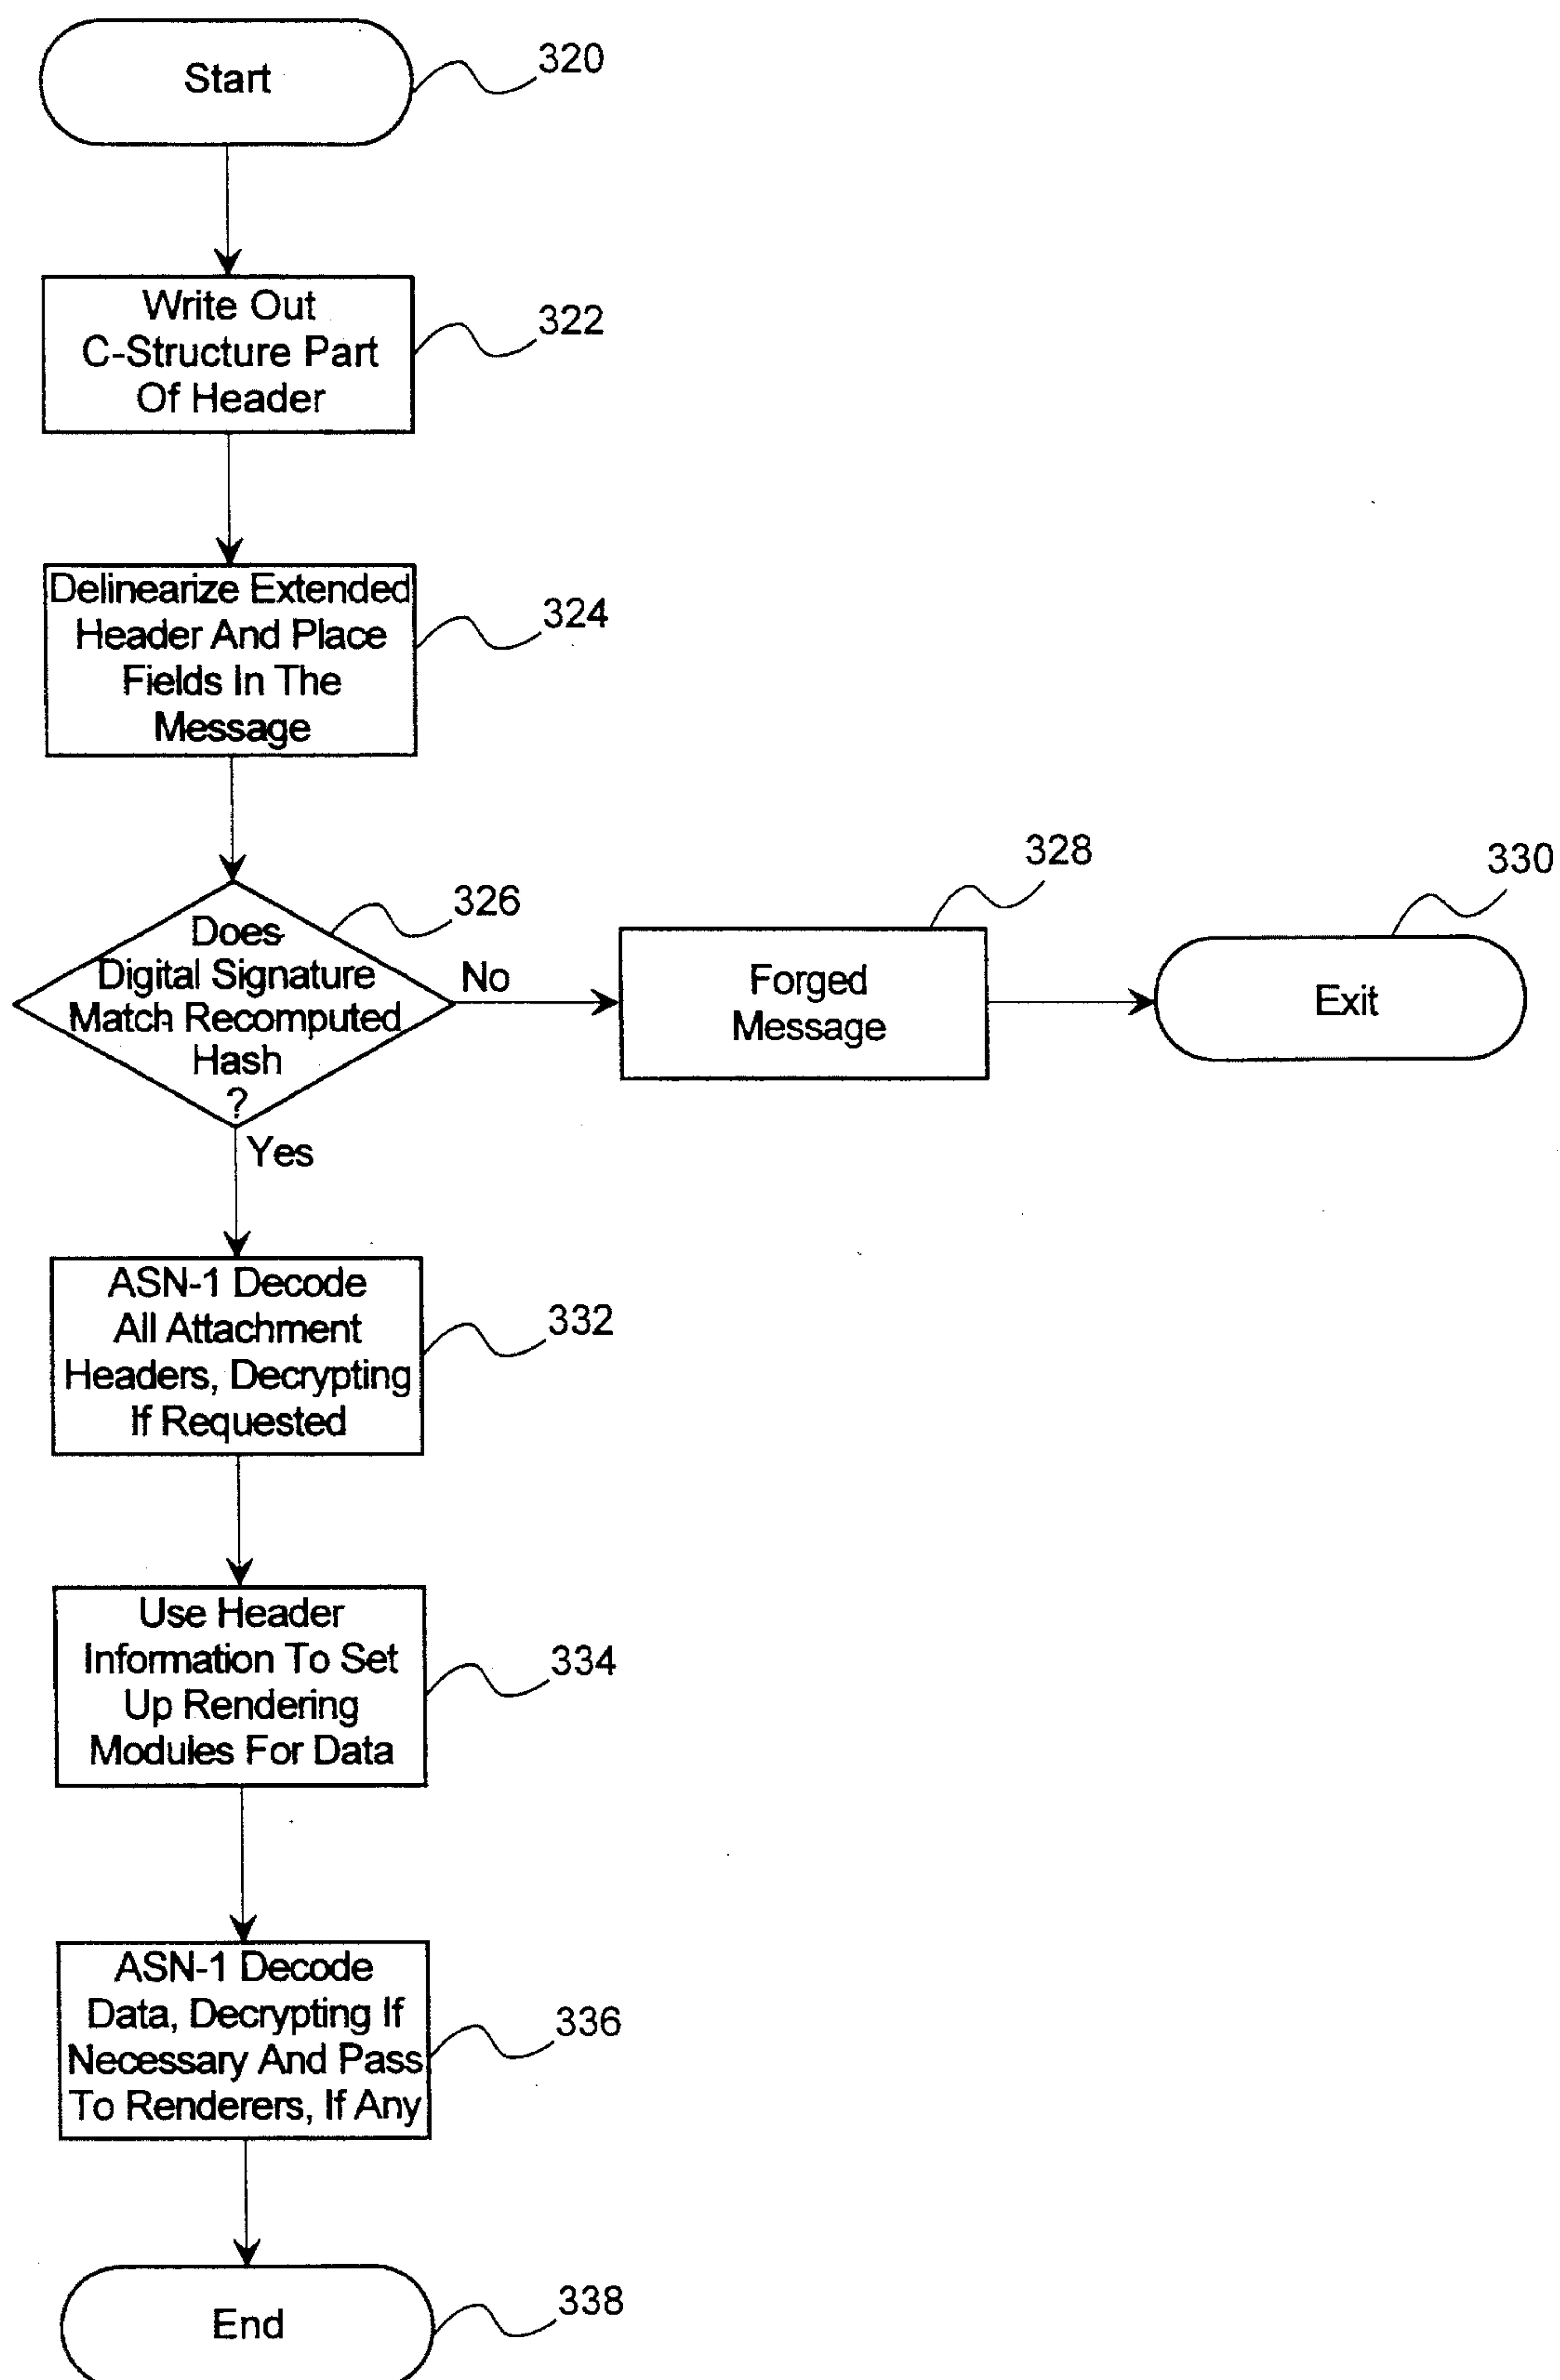 Start
320
Write Out
C-Structure Part
Of Header
322
Delinearize Extended
Header And Place
Fields In The
Message
324
Does
Digital Signature
Match Recomputed
Hash
?
326
No
Forged
Message
328
Exit
330
Yes
ASN-1 Decode
All Attachment
Headers, Decrypting
If Requested
332
Use Header
Information To Set
Up Rendering
Modules For Data
334
ASN-1 Decode
Data, Decrypting If
Necessary And Pass
To Renderers, If Any
336
End
338